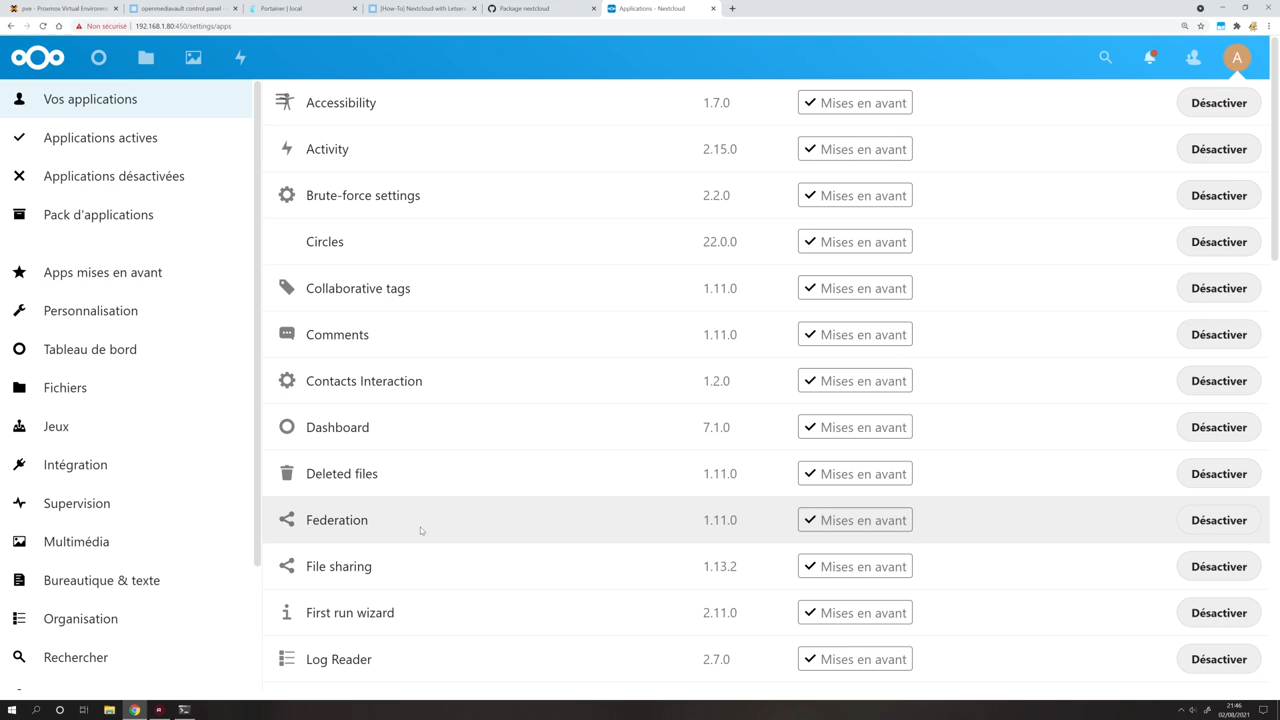 pve - Proxmox Virtual Environm
openmediavault control panel
Portainer | local
[How-To] Nextcloud with Letsen
Package nextcloud
Applications - Nextcloud
Non sécurisé | 192.168.1.80:450/settings/apps
A
Vos applications
Applications actives
Applications désactivées
Pack d'applications
Apps mises en avant
Personnalisation
Tableau de bord
Fichiers
Jeux
Intégration
Supervision
Multimédia
Bureautique & texte
Organisation
Rechercher
Accessibility 1.7.0 Mises en avant Désactiver
Activity 2.15.0 Mises en avant Désactiver
Brute-force settings 2.2.0 Mises en avant Désactiver
Circles 22.0.0 Mises en avant Désactiver
Collaborative tags 1.11.0 Mises en avant Désactiver
Comments 1.11.0 Mises en avant Désactiver
Contacts Interaction 1.2.0 Mises en avant Désactiver
Dashboard 7.1.0 Mises en avant Désactiver
Deleted files 1.11.0 Mises en avant Désactiver
Federation 1.11.0 Mises en avant Désactiver
File sharing 1.13.2 Mises en avant Désactiver
First run wizard 2.11.0 Mises en avant Désactiver
Log Reader 2.7.0 Mises en avant Désactiver
21:46
02/08/2021